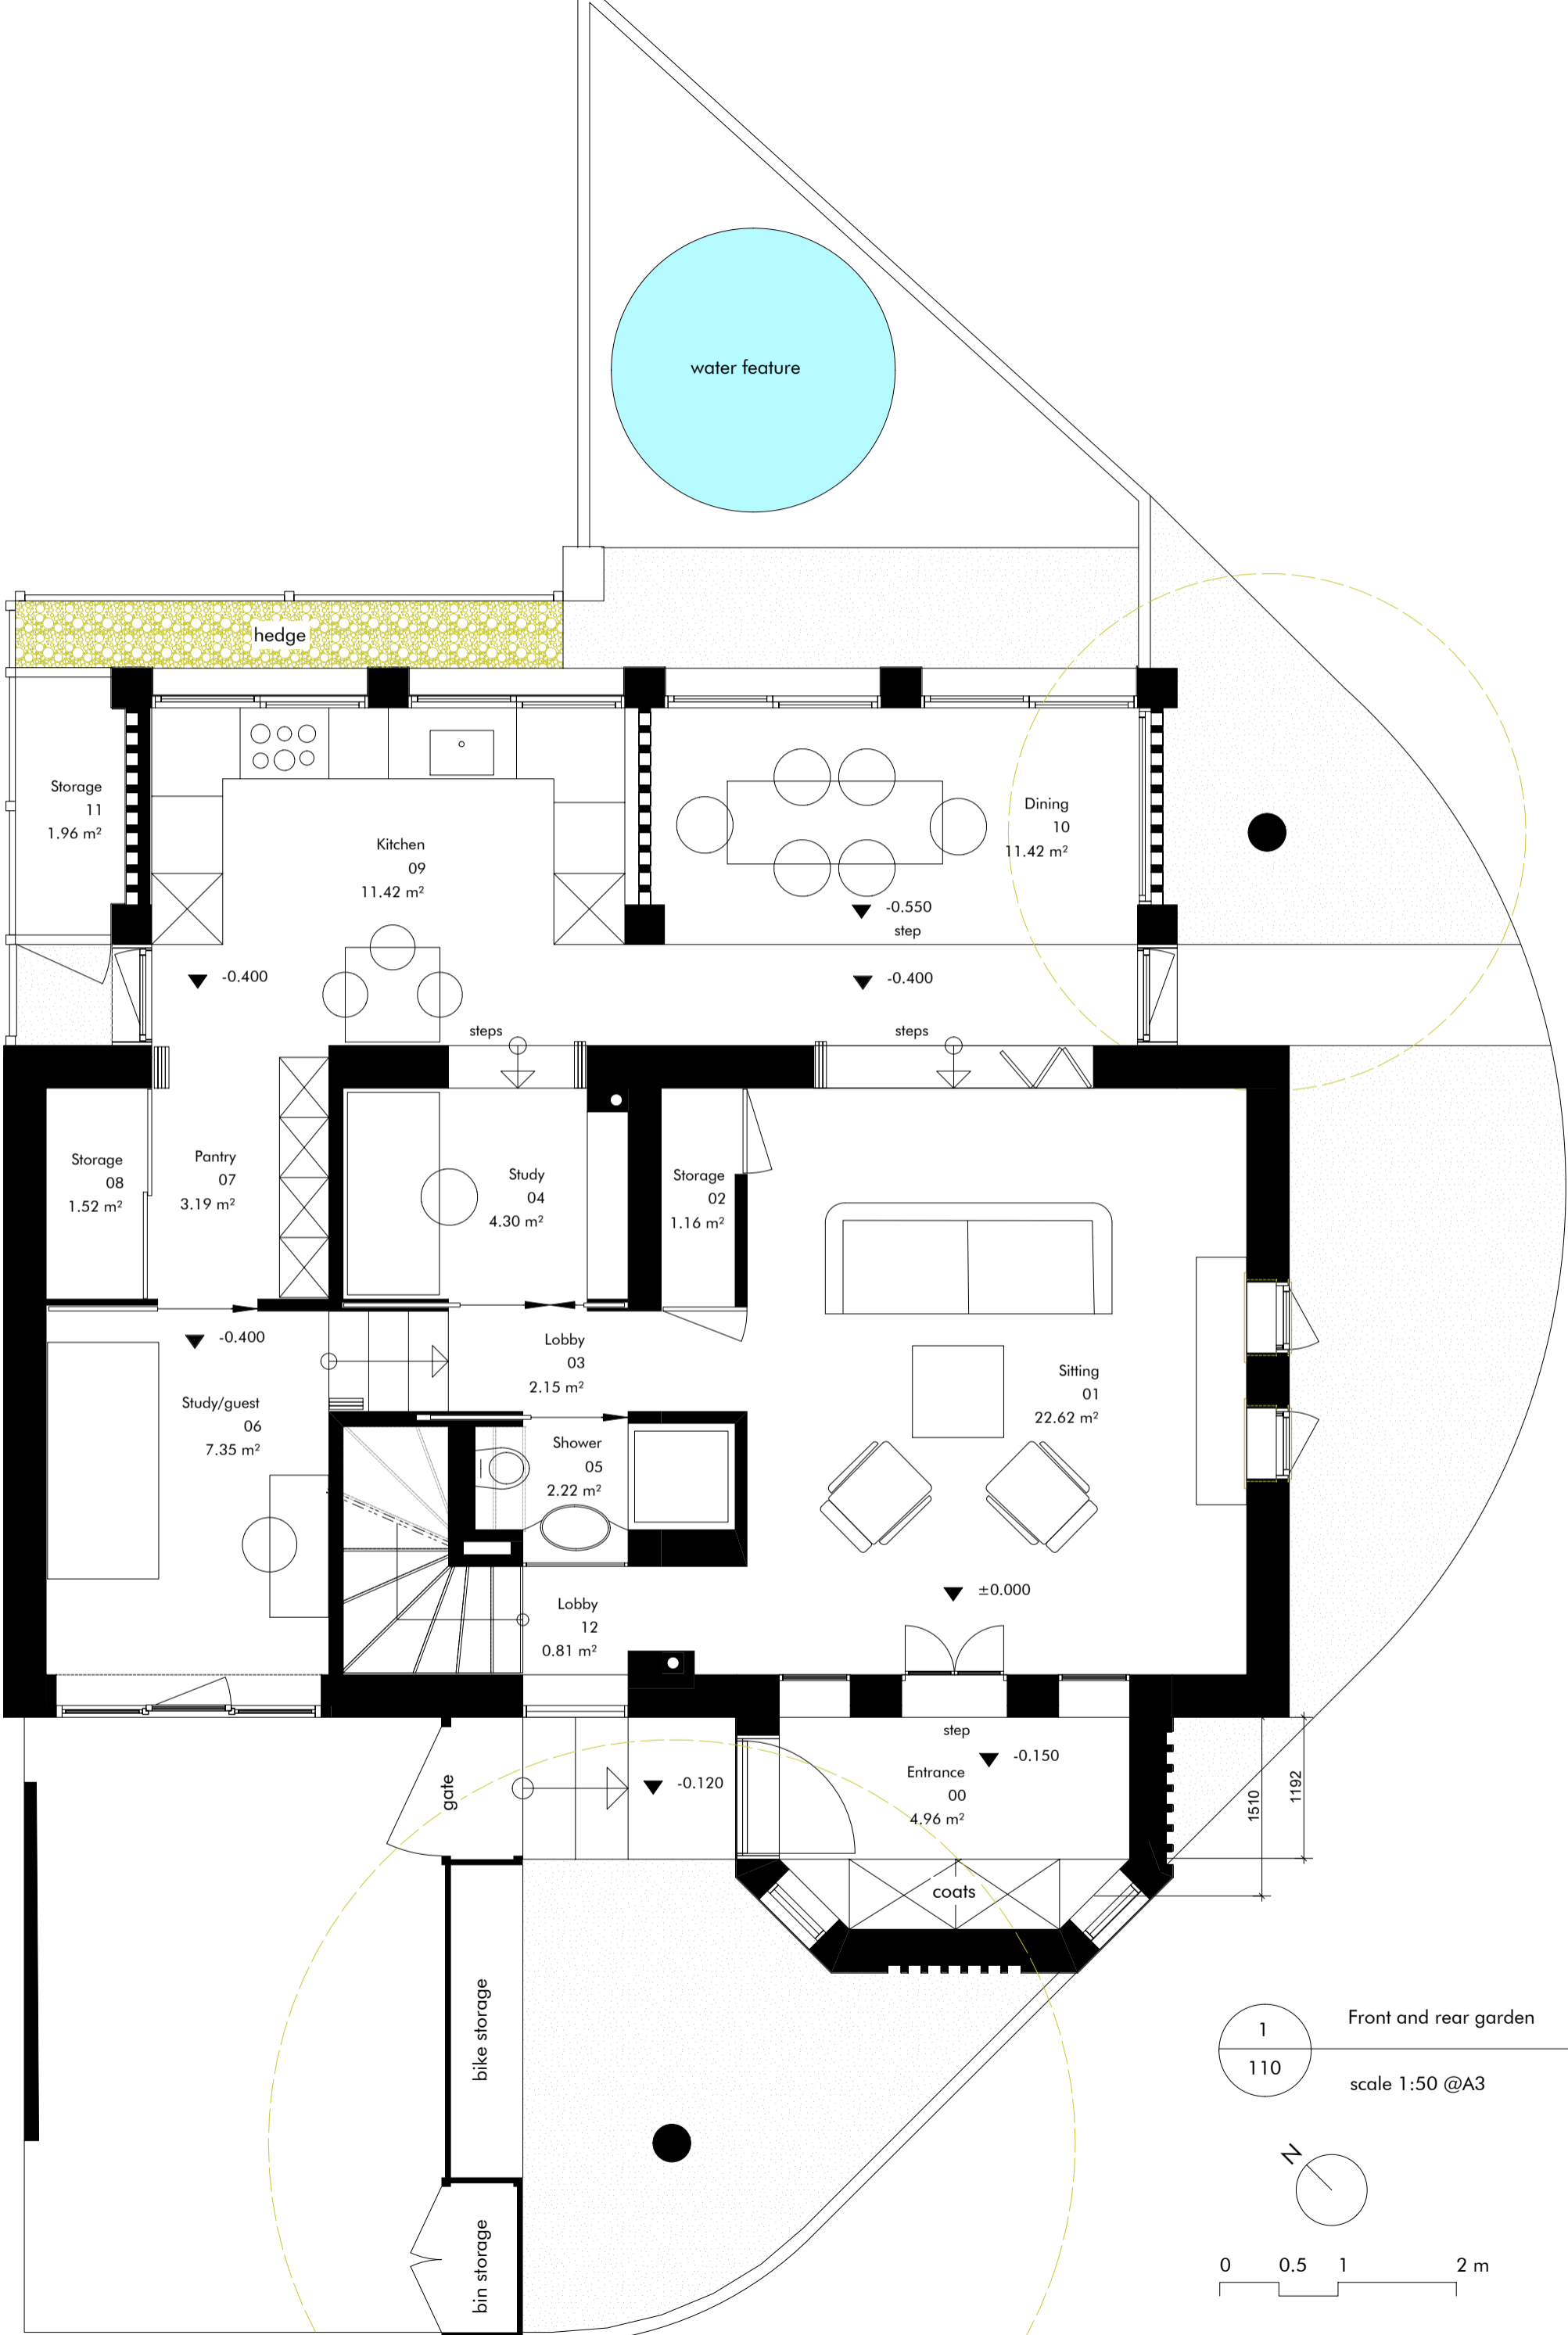 water feature
hedge
Storage
11
1.96 m²
Kitchen
09
11.42 m²
Dining
10
11.42 m²
-0.550
step
-0.400
-0.400
steps
steps
Storage
08
1.52 m²
Pantry
07
3.19 m²
Study
04
4.30 m²
Storage
02
1.16 m²
-0.400
Lobby
03
2.15 m²
Sitting
01
22.62 m²
Study/guest
06
7.35 m²
Shower
05
2.22 m²
±0.000
Lobby
12
0.81 m²
step
-0.150
Entrance
00
4.96 m²
-0.120
gate
1510
1192
coats
bike storage
bin storage
1
110
Front and rear garden
scale 1:50 @A3
N
0 0.5 1 2 m